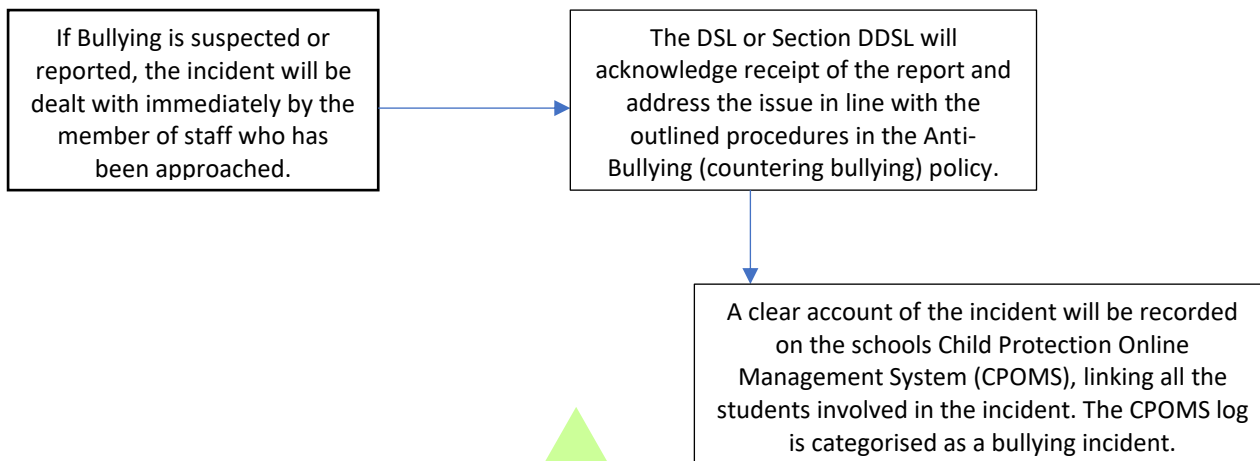 If Bullying is suspected or
reported, the incident will be
dealt with immediately by the
member of staff who has
been approached.
The DSL or Section DDSL will
acknowledge receipt of the report and
address the issue in line with the
outlined procedures in the Anti-
Bullying (countering bullying) policy.
A clear account of the incident will be recorded
on the schools Child Protection Online
Management System (CPOMS), linking all the
students involved in the incident. The CPOMS log
is categorised as a bullying incident.